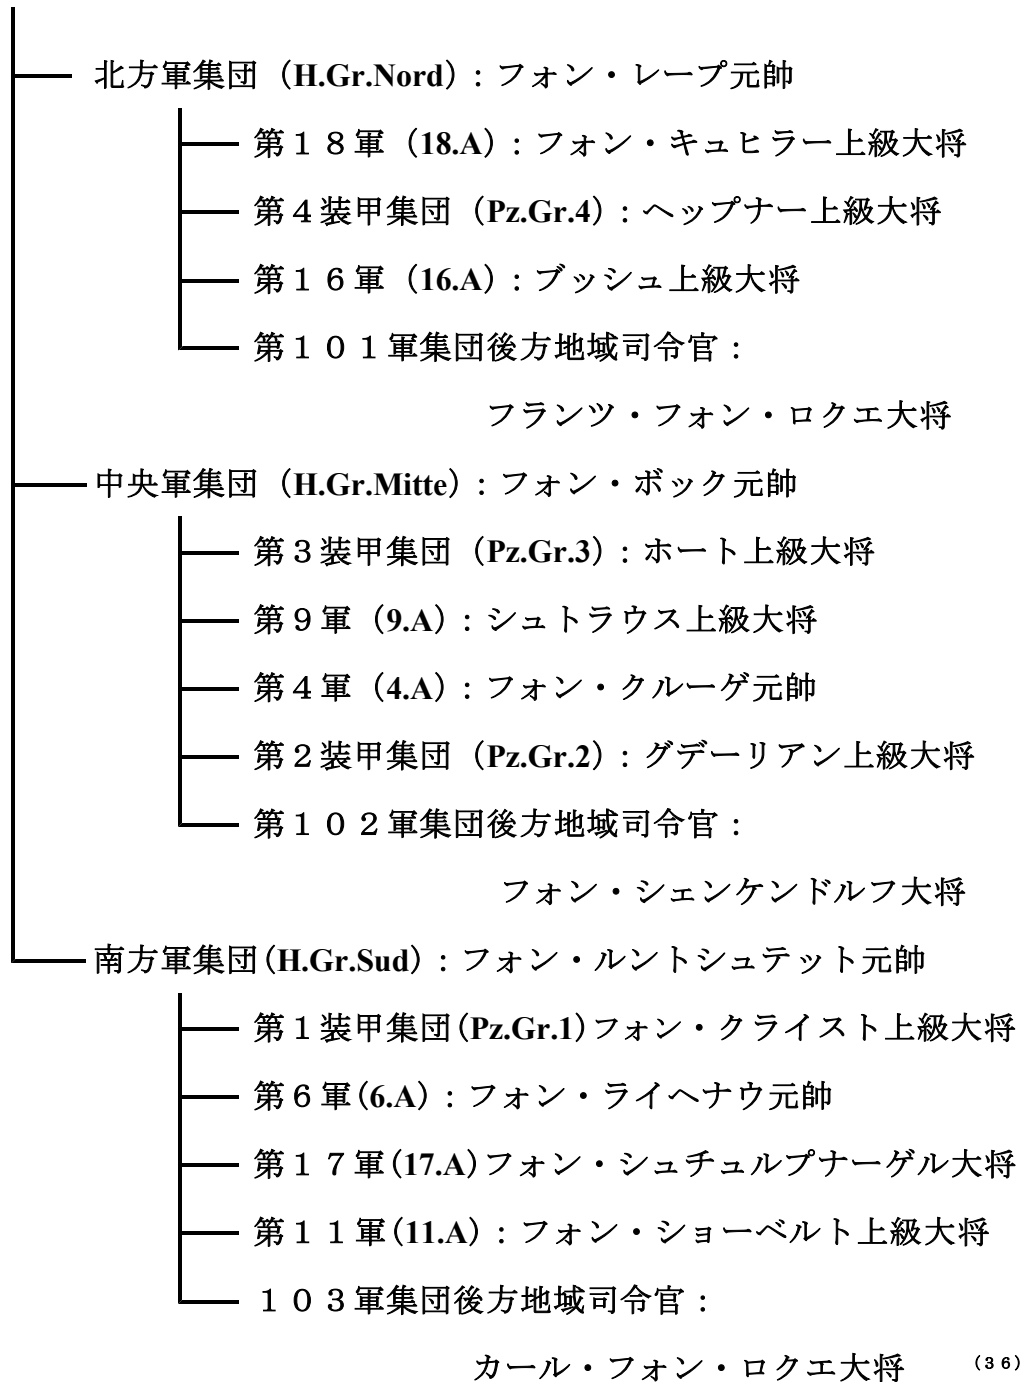 北方軍集団（H.Gr.Nord）：フォン・レープ元帥
第１８軍（18.A）：フォン・キュヒラー上級大将
第４装甲集団（Pz.Gr.4）：ヘップナー上級大将
第１６軍（16.A）：ブッシュ上級大将
第１０１軍集団後方地域司令官：
フランツ・フォン・ロクエ大将
中央軍集団（H.Gr.Mitte）：フォン・ボック元帥
第３装甲集団（Pz.Gr.3）：ホート上級大将
第９軍（9.A）：シュトラウス上級大将
第４軍（4.A）：フォン・クルーゲ元帥
第２装甲集団（Pz.Gr.2）：グデーリアン上級大将
第１０２軍集団後方地域司令官：
フォン・シェンケンドルフ大将
南方軍集団(H.Gr.Sud)：フォン・ルントシュテット元帥
第１装甲集団(Pz.Gr.1)フォン・クライスト上級大将
第６軍(6.A)：フォン・ライヘナウ元帥
第１７軍(17.A)フォン・シュチュルプナーゲル大将
第１１軍(11.A)：フォン・ショーベルト上級大将
１０３軍集団後方地域司令官：
カール・フォン・ロクエ大将 （３６）